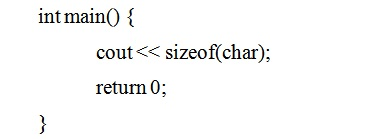 int main() {
cout << sizeof(char);
return 0;
}